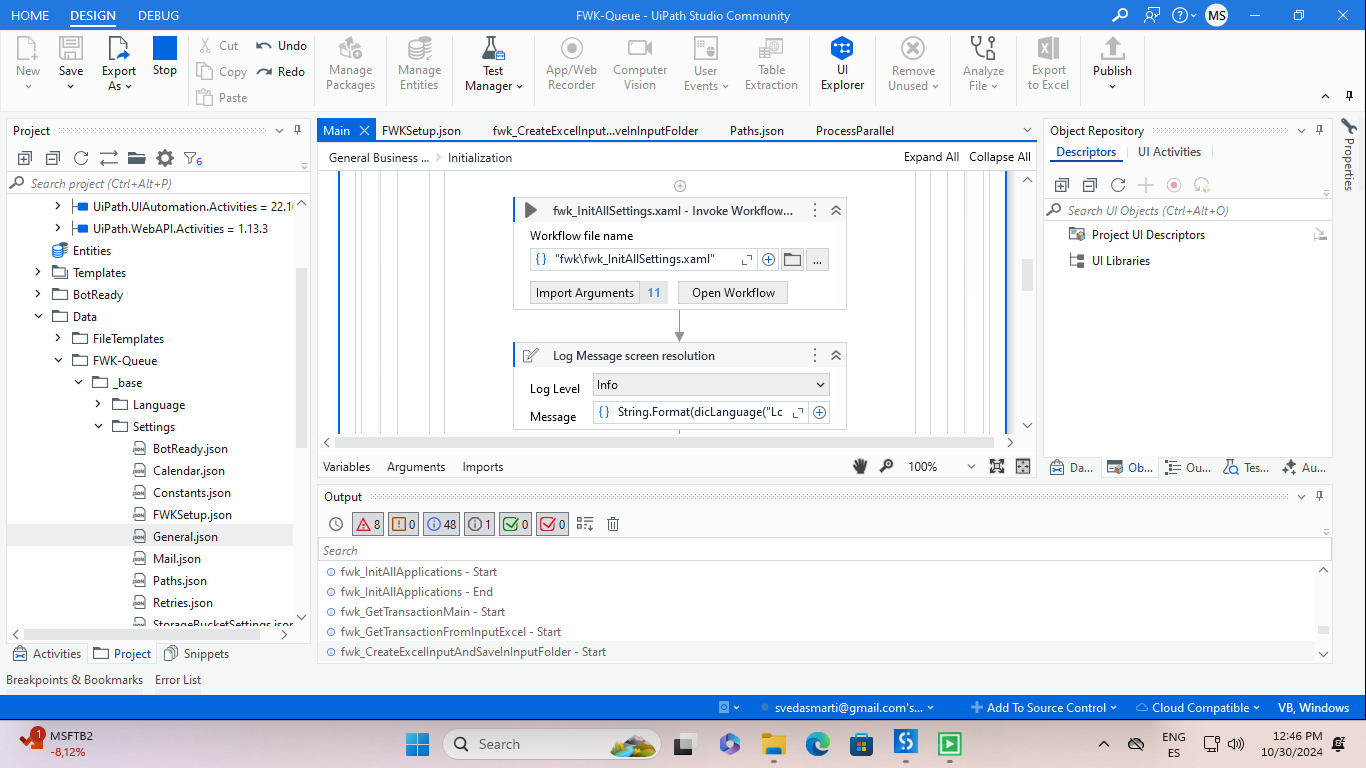 HOME DESIGN DEBUG FWK-Queue - UiPath Studio Community MS
New Save Export As Stop Cut Copy Paste Undo Redo Manage Packages Manage Entities Test Manager App/Web Recorder Computer Vision User Events Table Extraction UI Explorer Remove Unused Analyze File Export to Excel Publish
Project
6
Search project (Ctrl+Alt+P)
UiPath.UIAutomation.Activities = 22.1
UiPath.WebAPI.Activities = 1.13.3
Entities
Templates
BotReady
Data
FileTemplates
FWK-Queue
_base
Language
Settings
BotReady.json
Calendar.json
Constants.json
FWKSetup.json
General.json
Mail.json
Paths.json
Retries.json
StorageBucketSettings.json
Activities Project Snippets
Main FWKSetup.json fwk_CreateExcelInput...veInInputFolder Paths.json ProcessParallel
General Business ... Initialization Expand All Collapse All
fwk_InitAllSettings.xaml - Invoke Workflow...
Workflow file name
{ } "fwk\fwk_InitAllSettings.xaml" ...
Import Arguments 11 Open Workflow
Log Message screen resolution
Log Level Info
Message { } String.Format(dicLanguage("Lc
Variables Arguments Imports 100%
Output
8 0 48 1 0 0
Search
fwk_InitAllApplications - Start
fwk_InitAllApplications - End
fwk_GetTransactionMain - Start
fwk_GetTransactionFromInputExcel - Start
fwk_CreateExcelInputAndSaveInInputFolder - Start
Object Repository
Descriptors UI Activities
Search UI Objects (Ctrl+Alt+O)
Project UI Descriptors
UI Libraries
Da... Ob... Ou... Tes... Au...
Properties
Breakpoints & Bookmarks Error List
svedasmarti@gmail.com's... Add To Source Control Cloud Compatible VB, Windows
1 MSFTB2
-8,12%
Search
ENG
ES
12:46 PM
10/30/2024